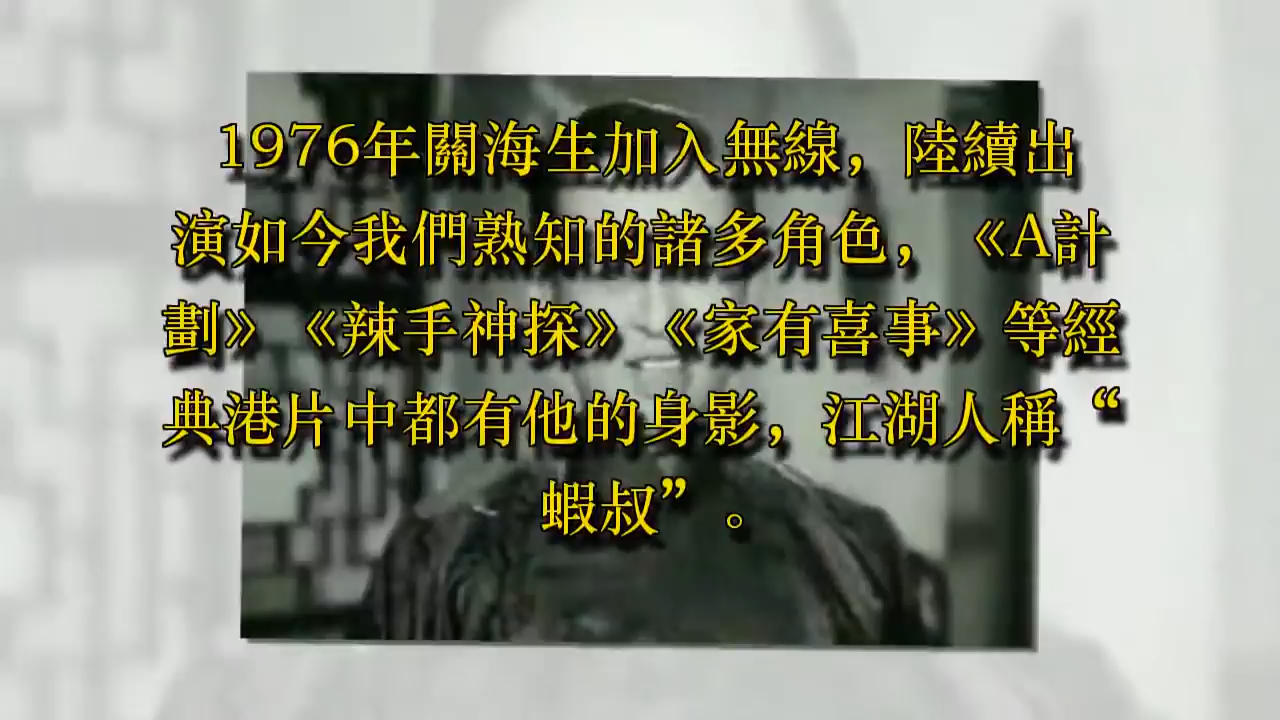 1976年關海生加入無線，陸續出
演如今我們熟知的諸多角色，《A計
劃》《辣手神探》《家有喜事》等經
典港片中都有他的身影，江湖人稱“
蝦叔”。